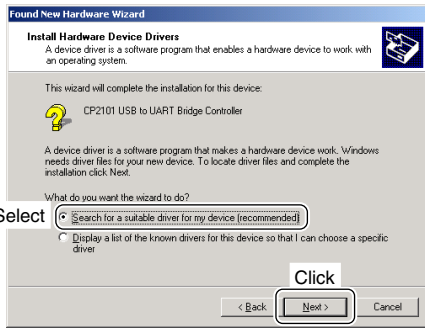 Found New Hardware Wizard
Install Hardware Device Drivers
A device driver is a software program that enables a hardware device to work with
an operating system.
This wizard will complete the installation for this device:
CP2101 USB to UART Bridge Controller
A device driver is a software program that makes a hardware device work. Windows
needs driver files for your new device. To locate driver files and complete the
installation click Next.
What do you want the wizard to do?
Select
Search for a suitable driver for my device (recommended)
Display a list of the known drivers for this device so that I can choose a specific
driver
Click
< Back Next > Cancel